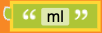 “ ml ”